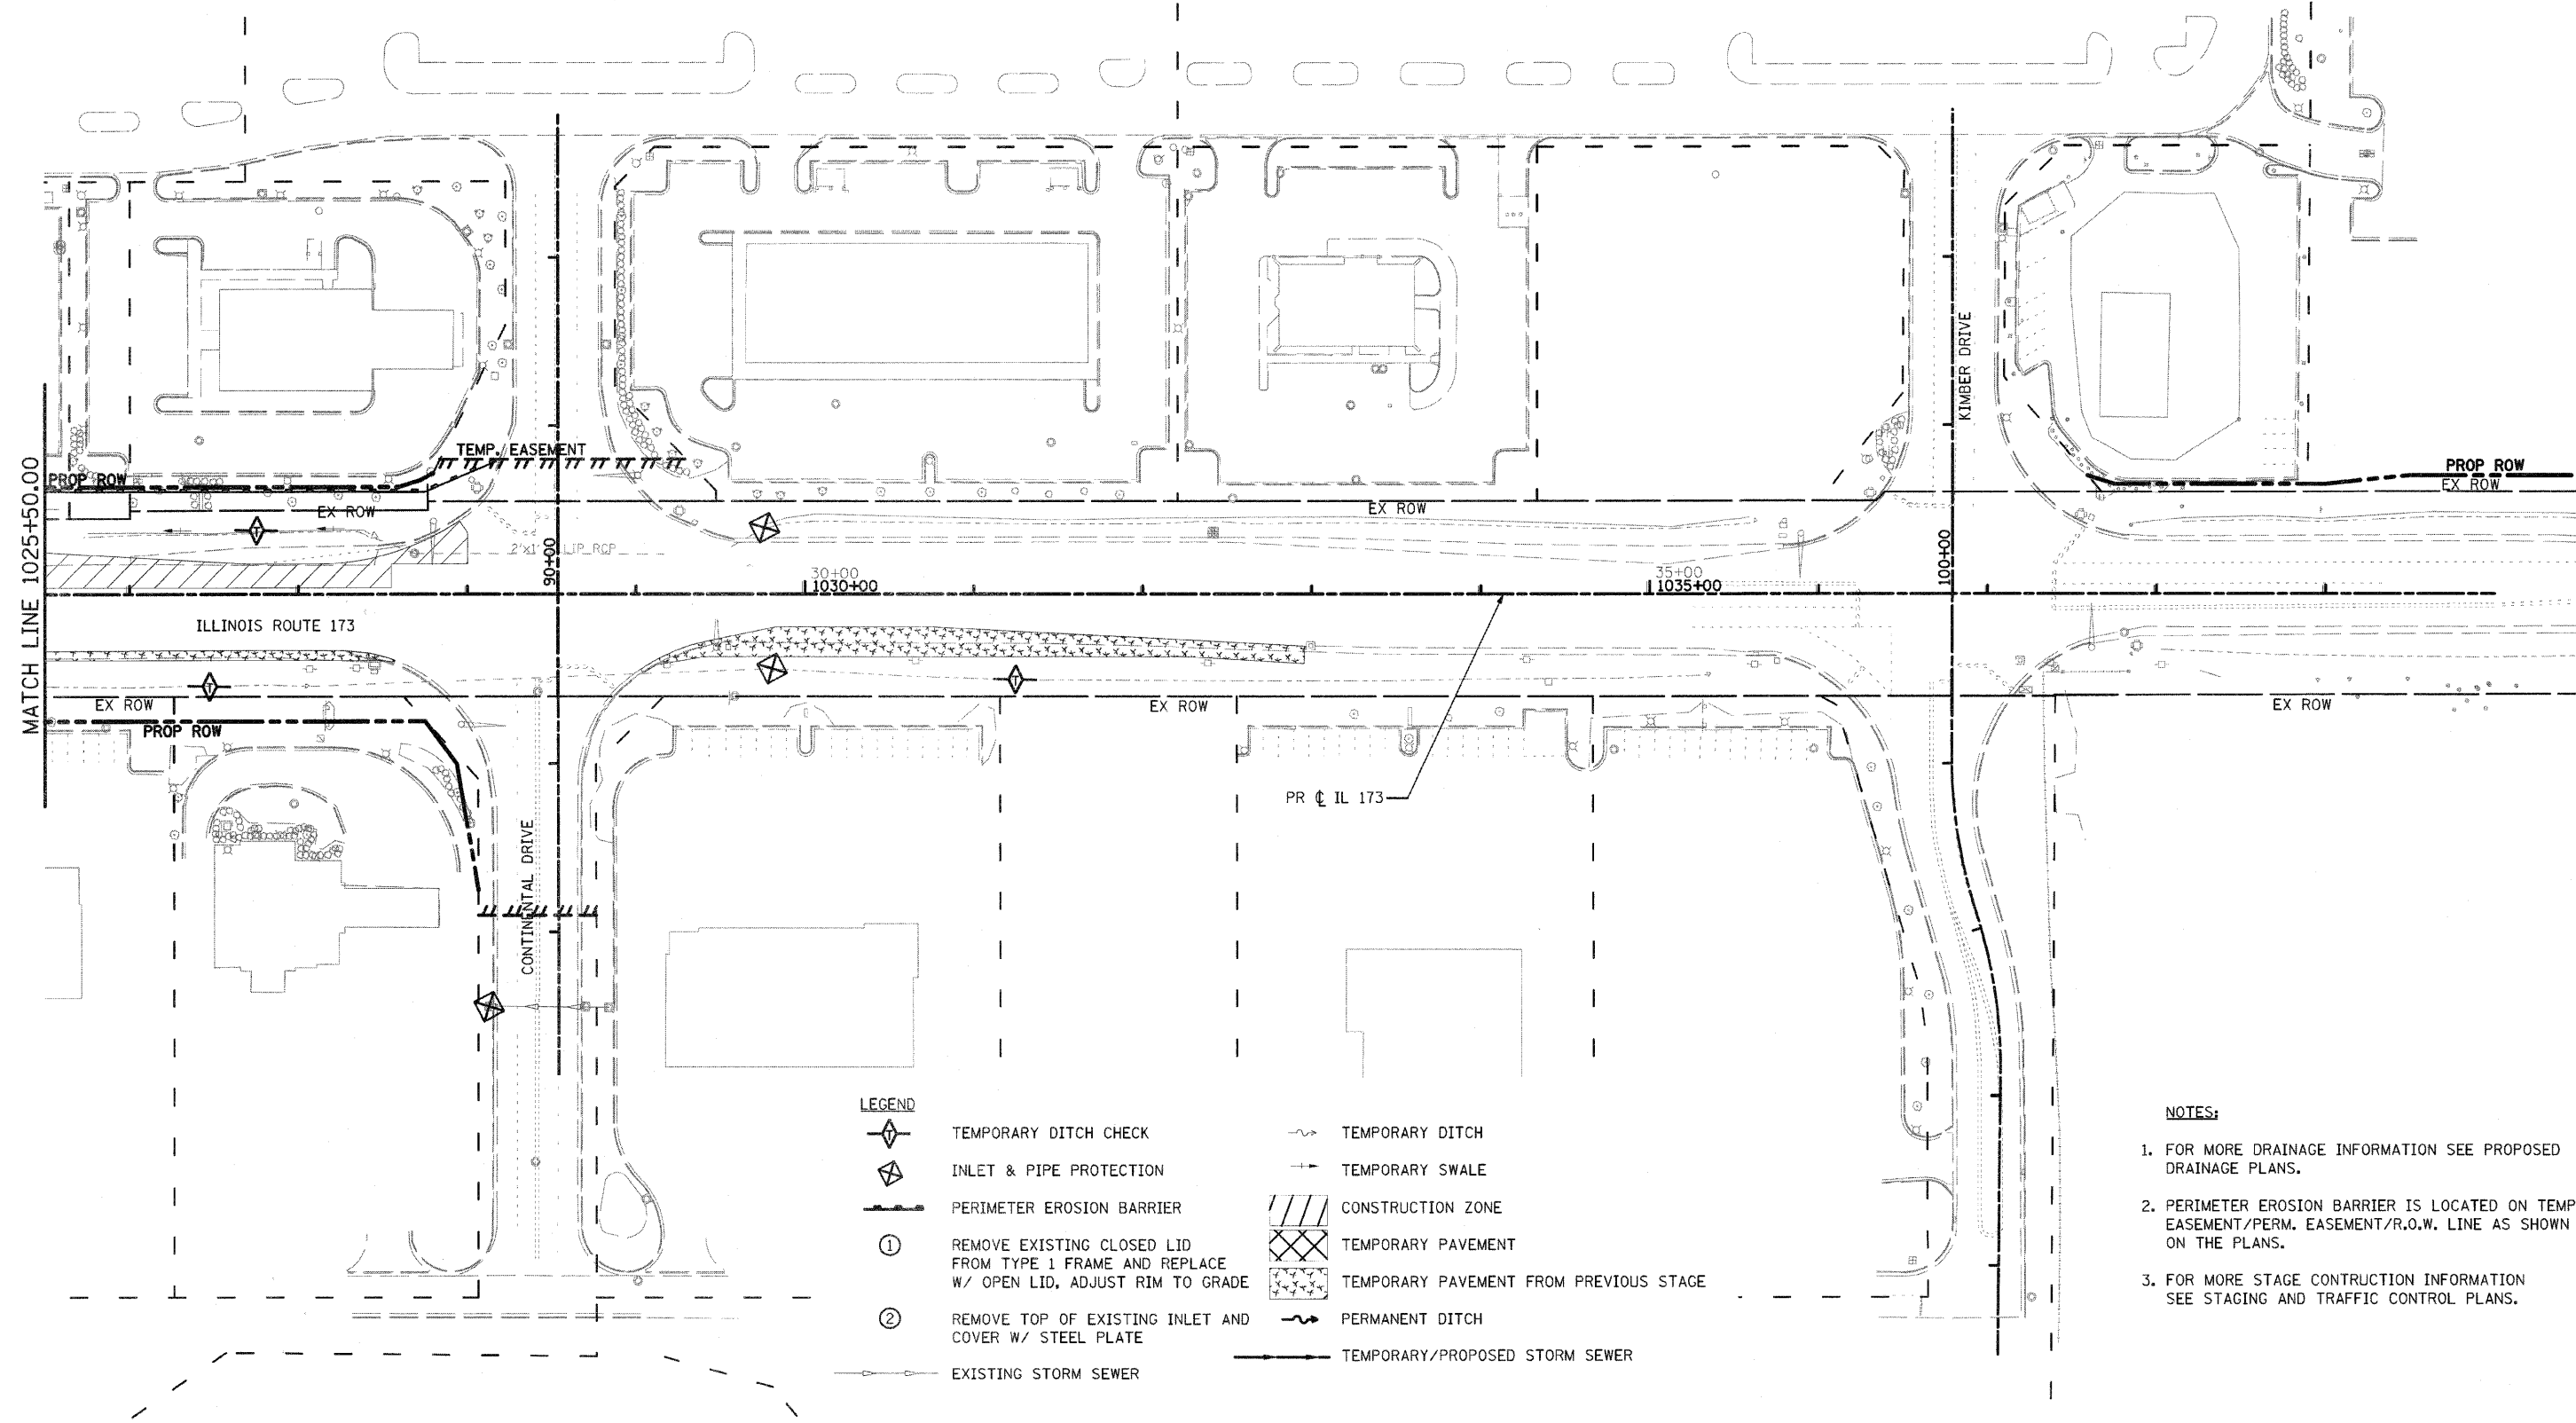 KIMBER DRIVE
TEMP. EASEMENT
MATCH LINE 1025+50.00
PROP ROW
PROP ROW
EX ROW
EX ROW
EX ROW
90+00
100+00
30+00
1030+00
35+00
1035+00
ILLINOIS ROUTE 173
EX ROW
PROP ROW
EX ROW
EX ROW
PR ℄ IL 173
CONTINENTAL DRIVE
LEGEND
T TEMPORARY DITCH CHECK
INLET & PIPE PROTECTION
PERIMETER EROSION BARRIER
① REMOVE EXISTING CLOSED LID
FROM TYPE 1 FRAME AND REPLACE
W/ OPEN LID, ADJUST RIM TO GRADE
② REMOVE TOP OF EXISTING INLET AND
COVER W/ STEEL PLATE
EXISTING STORM SEWER
TEMPORARY DITCH
TEMPORARY SWALE
CONSTRUCTION ZONE
TEMPORARY PAVEMENT
TEMPORARY PAVEMENT FROM PREVIOUS STAGE
PERMANENT DITCH
TEMPORARY/PROPOSED STORM SEWER
NOTES:
1. FOR MORE DRAINAGE INFORMATION SEE PROPOSED
DRAINAGE PLANS.
2. PERIMETER EROSION BARRIER IS LOCATED ON TEMP
EASEMENT/PERM. EASEMENT/R.O.W. LINE AS SHOWN
ON THE PLANS.
3. FOR MORE STAGE CONTRUCTION INFORMATION
SEE STAGING AND TRAFFIC CONTROL PLANS.